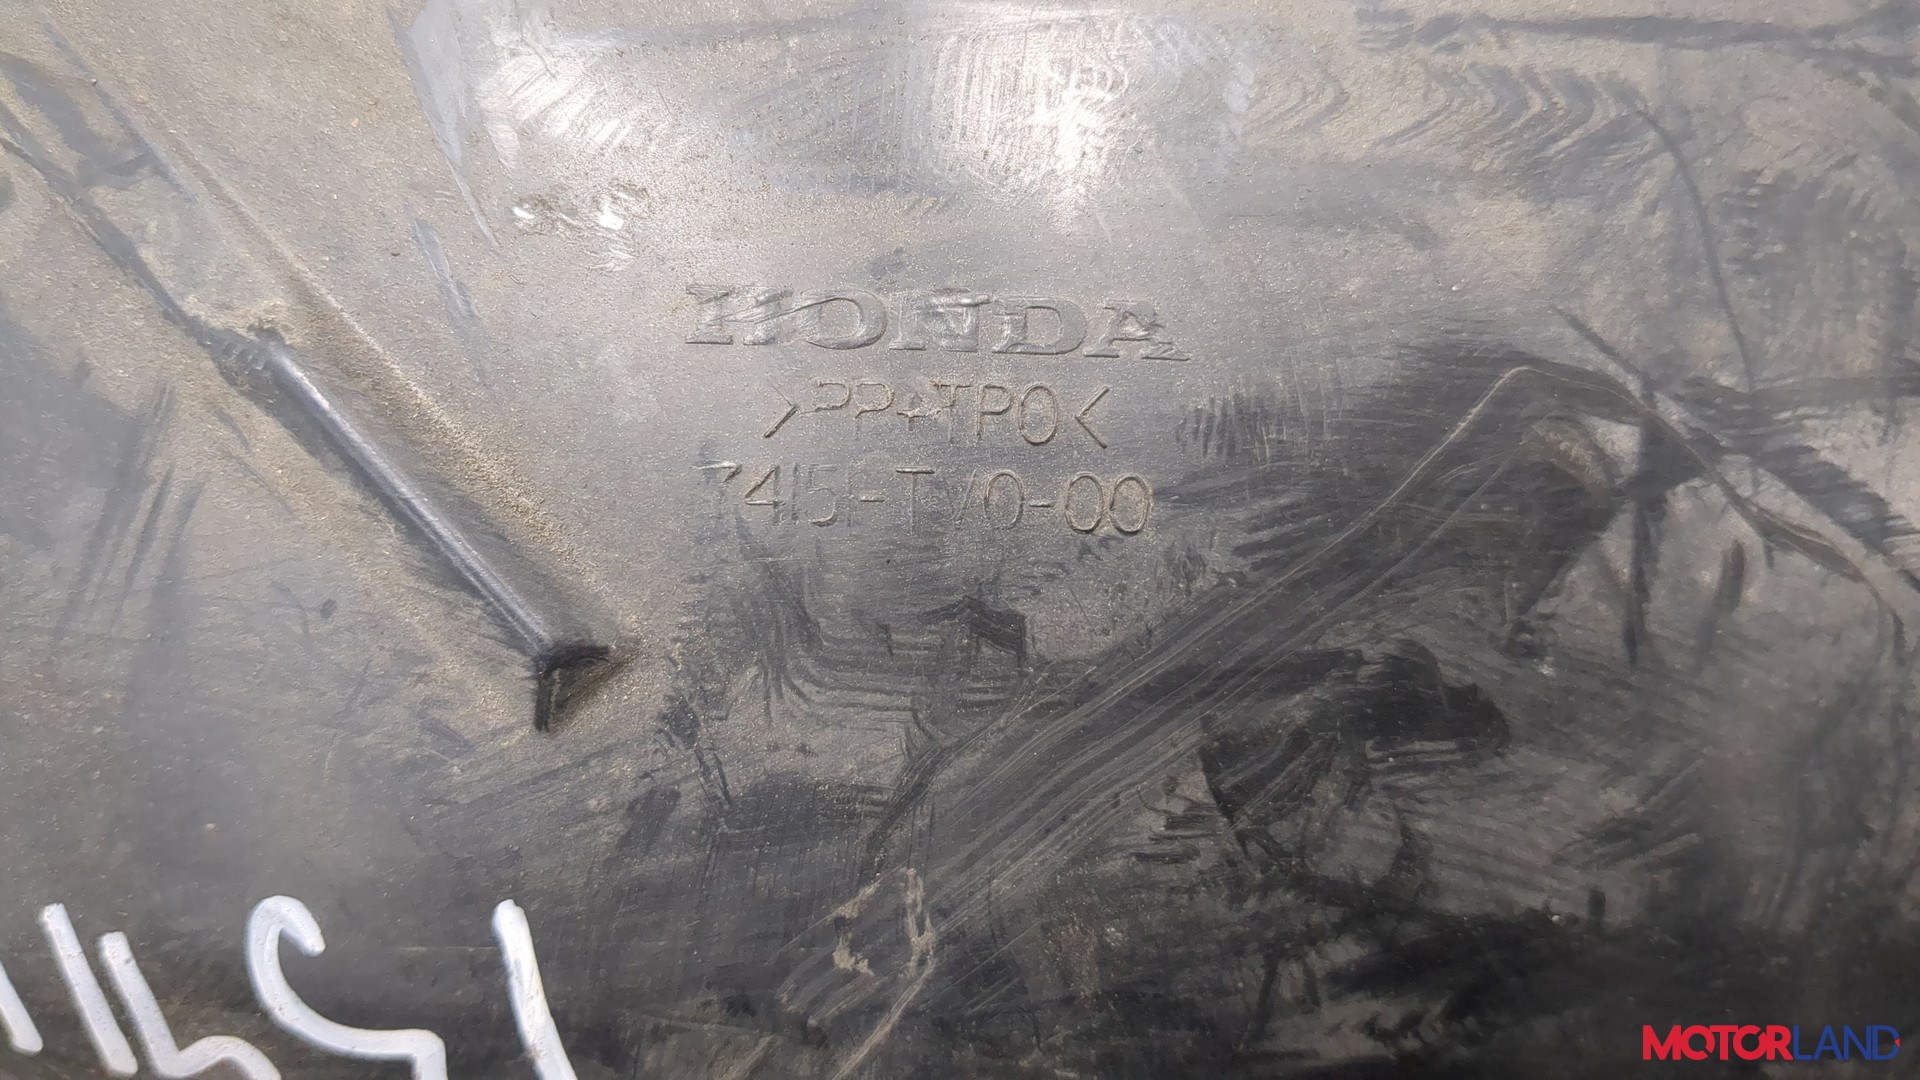 HONDA
>PP+TPO<
74151-TV0-00
MOTORLAND